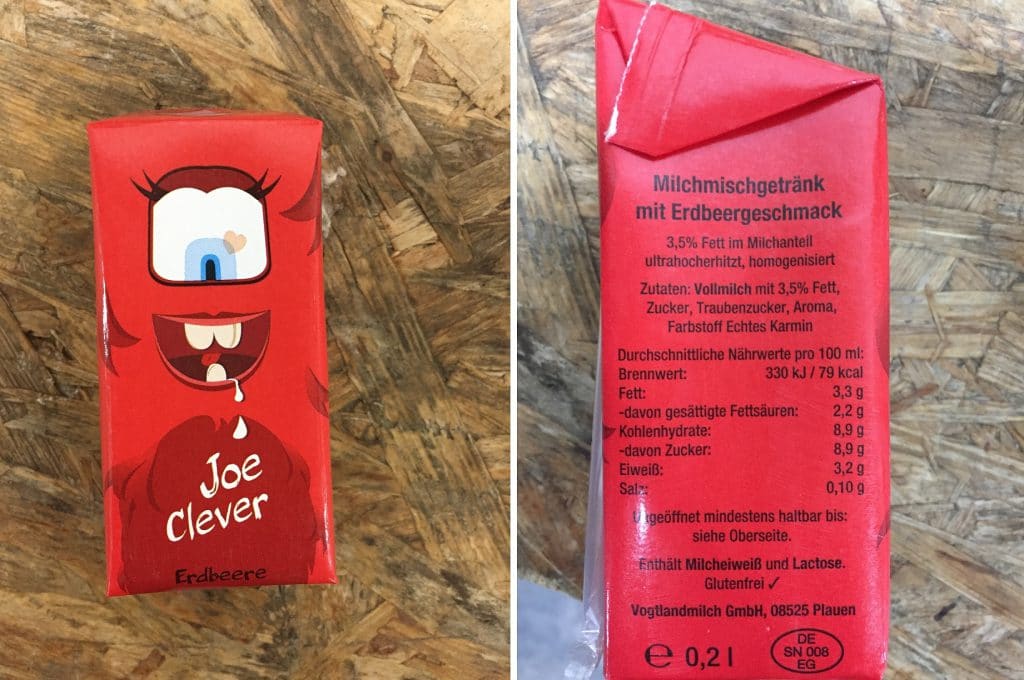 Joe
Clever
Erdbeere
Milchmischgetränk
mit Erdbeergeschmack
3,5% Fett im Milchanteil
ultrahocherhitzt, homogenisiert
Zutaten: Vollmilch mit 3,5% Fett,
Zucker, Traubenzucker, Aroma,
Farbstoff Echtes Karmin
Durchschnittliche Nährwerte pro 100 ml:
Brennwert: 330 kJ / 79 kcal
Fett: 3,3 g
-davon gesättigte Fettsäuren: 2,2 g
Kohlenhydrate: 8,9 g
-davon Zucker: 8,9 g
Eiweiß: 3,2 g
Salz: 0,10 g
Ungeöffnet mindestens haltbar bis:
siehe Oberseite.
Enthält Milcheiweiß und Lactose.
Glutenfrei ✓
Vogtlandmilch GmbH, 08525 Plauen
℮ 0,2 l
DE
SN 008
EG